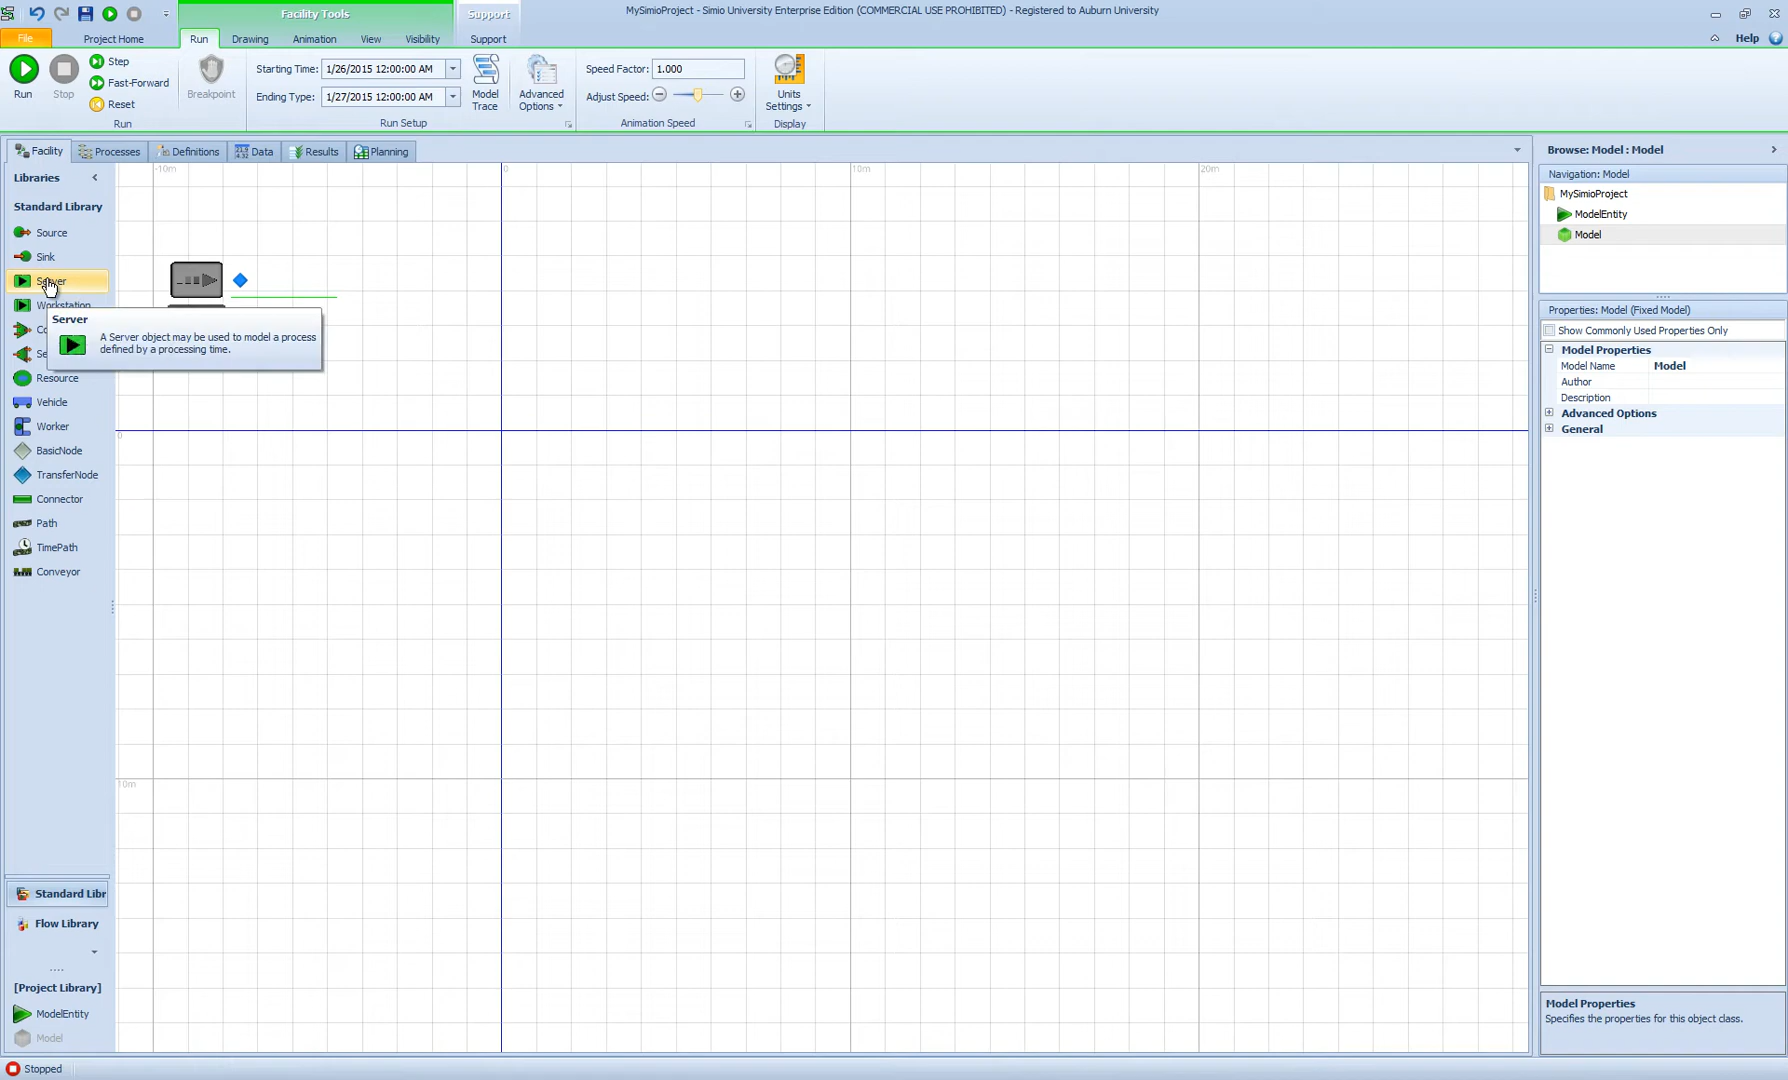 MySimioProject - Simio University Enterprise Edition (COMMERCIAL USE PROHIBITED) - Registered to Auburn University
Facility Tools
Support
File
Project Home
Run
Drawing
Animation
View
Visibility
Support
Help
Run
Stop
Step
Fast-Forward
Reset
Run
Breakpoint
Starting Time:
1/26/2015 12:00:00 AM
Ending Type:
1/27/2015 12:00:00 AM
Run Setup
Model
Trace
Advanced
Options
Speed Factor:
1.000
Adjust Speed:
Animation Speed
Units
Settings
Display
Facility
Processes
Definitions
Data
Results
Planning
Libraries
Standard Library
Source
Sink
Server
Workstation
Co
Se
Resource
Vehicle
Worker
BasicNode
TransferNode
Connector
Path
TimePath
Conveyor
Server
A Server object may be used to model a process
defined by a processing time.
-10m
0
10m
20m
0
10m
Standard Libr
Flow Library
[Project Library]
ModelEntity
Model
Browse: Model : Model
Navigation: Model
MySimioProject
ModelEntity
Model
Properties: Model (Fixed Model)
Show Commonly Used Properties Only
Model Properties
Model Name
Model
Author
Description
Advanced Options
General
Model Properties
Specifies the properties for this object class.
Stopped